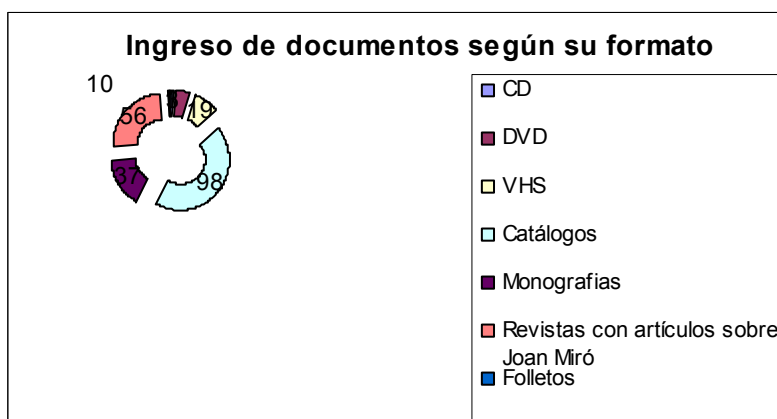 Ingreso de documentos según su formato
10
56
19
37
98
CD
DVD
VHS
Catálogos
Monografias
Revistas con artículos sobre
Joan Miró
Folletos